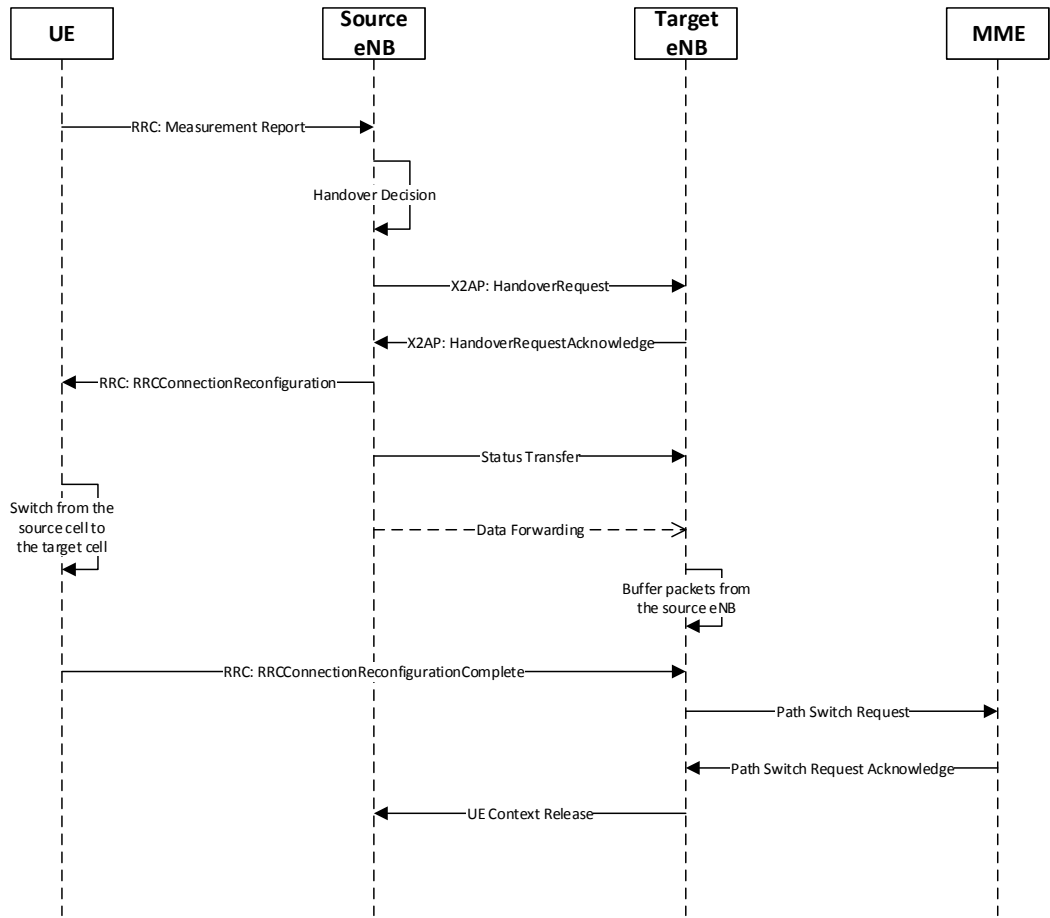 UE
Source
eNB
Target
eNB
MME
RRC: Measurement Report
Handover Decision
X2AP: HandoverRequest
X2AP: HandoverRequestAcknowledge
RRC: RRCConnectionReconfiguration
Status Transfer
Switch from the
source cell to
the target cell
Data Forwarding
Buffer packets from
the source eNB
RRC: RRCConnectionReconfigurationComplete
Path Switch Request
Path Switch Request Acknowledge
UE Context Release